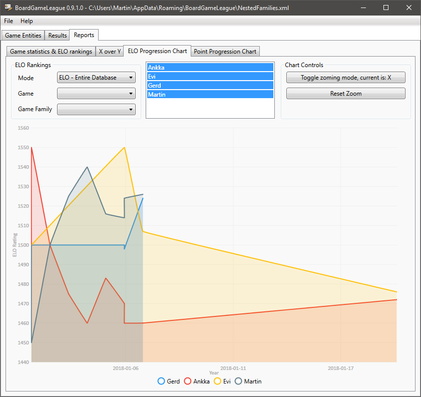 BoardGameLeague 0.9.1.0 - C:\Users\Martin\AppData\Roaming\BoardGameLeague\NestedFamilies.xml
File Help
Game Entities Results Reports
Game statistics & ELO rankings X over Y ELO Progression Chart Point Progression Chart
ELO Rankings
Mode ELO - Entire Database
Game
Game Family
Ankka
Evi
Gerd
Martin
Chart Controls
Toggle zoming mode, current is: X
Reset Zoom
1560
1550
1540
1530
1520
1510
1500
1490
1480
1470
1460
1450
1440
ELO Rating
2018-01-06 2018-01-11 2018-01-17
Year
Gerd Ankka Evi Martin